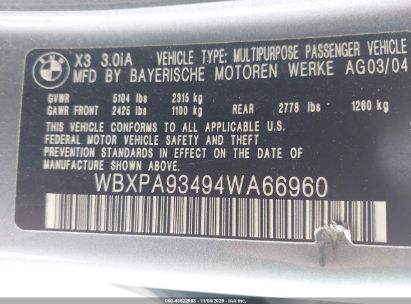 BMW
X3 3.0iA VEHICLE TYPE: MULTIPURPOSE PASSENGER VEHICLE
MFD BY BAYERISCHE MOTOREN WERKE AG03/04
GVWR 5104 lbs 2315 kg
GAWR FRONT 2425 lbs 1100 kg REAR 2778 lbs 1260 kg
THIS VEHICLE CONFORMS TO ALL APPLICABLE U.S.
FEDERAL MOTOR VEHICLE SAFETY, AND THEFT
PREVENTION STANDARDS IN EFFECT ON THE DATE OF
MANUFACTURE SHOWN ABOVE.
WBXPA93494WA66960